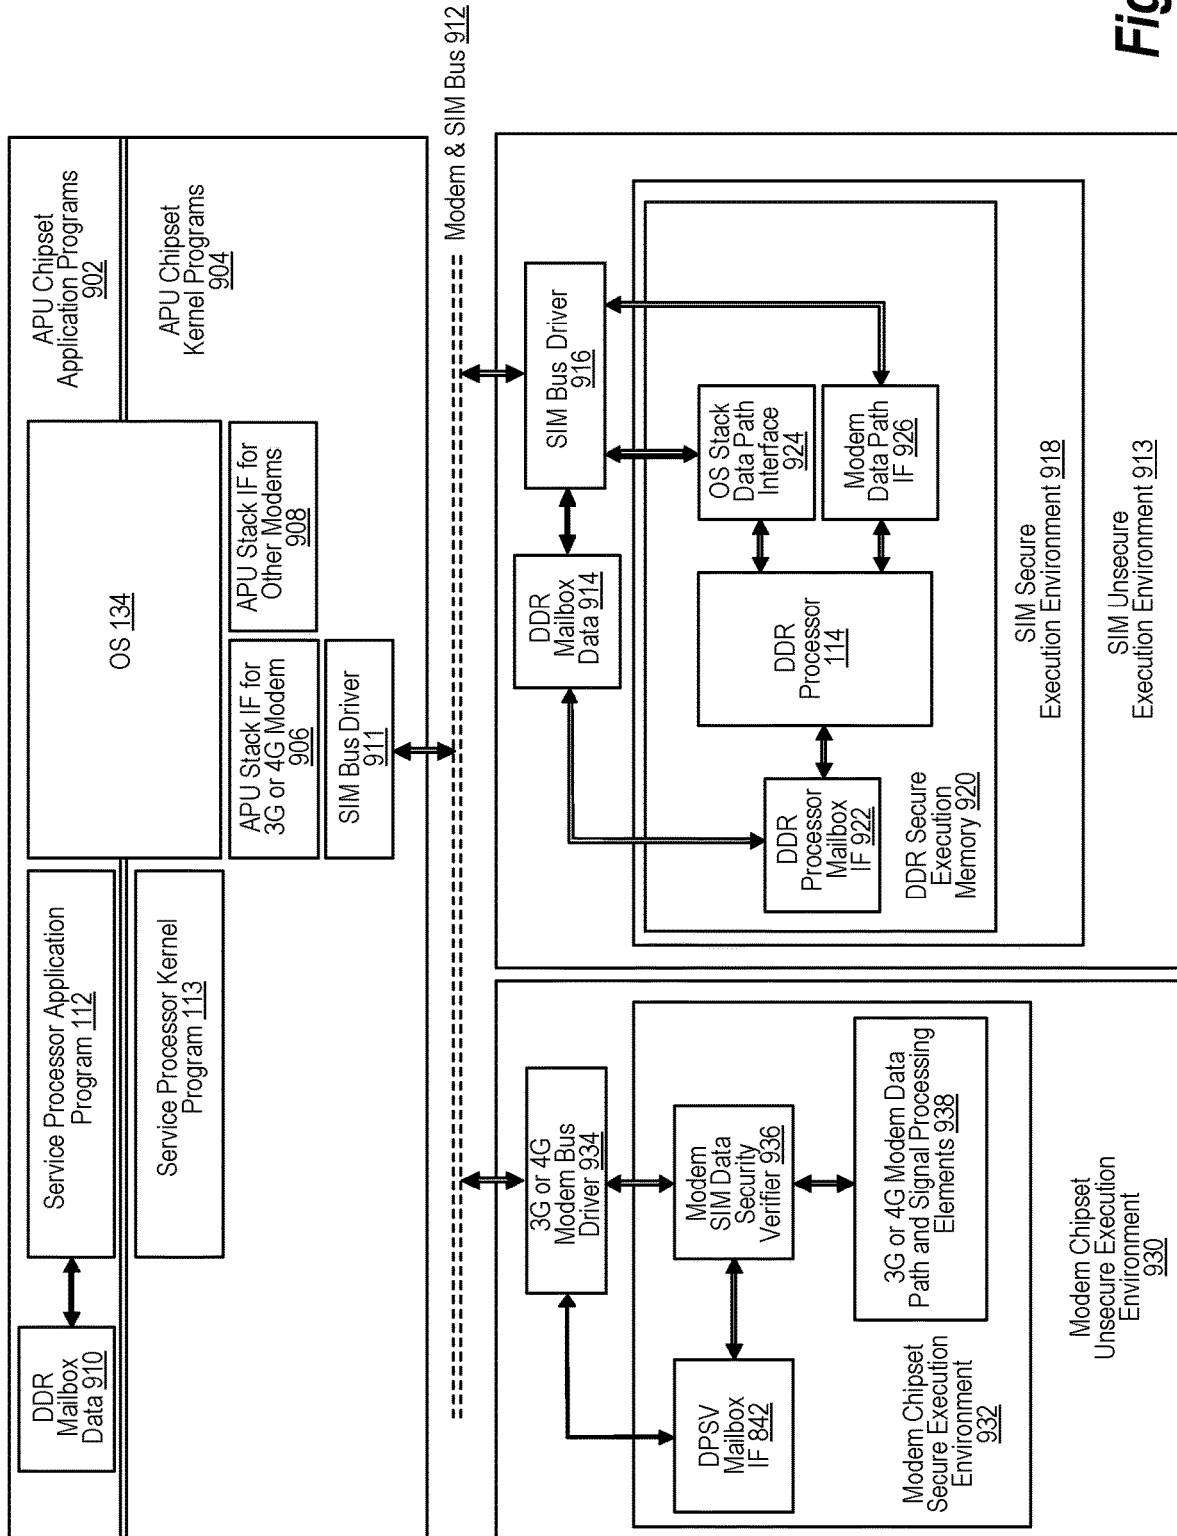 DDR
Mailbox
Data 910
Service Processor Application
Program 112
Service Processor Kernel
Program 113
OS 134
APU Chipset
Application Programs
902
APU Chipset
Kernel Programs
904
APU Stack IF for
3G or 4G Modem
906
APU Stack IF for
Other Modems
908
SIM Bus Driver
911
Modem & SIM Bus 912
3G or 4G
Modem Bus
Driver 934
DPSV
Mailbox
IF 842
Modem
SIM Data
Security
Verifier 936
3G or 4G Modem Data
Path and Signal Processing
Elements 938
Modem Chipset
Secure Execution
Environment
932
Modem Chipset
Unsecure Execution
Environment
930
DDR
Mailbox
Data 914
SIM Bus Driver
916
DDR
Processor
Mailbox
IF 922
DDR
Processor
114
OS Stack
Data Path
Interface
924
Modem
Data Path
IF 926
DDR Secure
Execution
Memory 920
SIM Secure
Execution Environment 918
SIM Unsecure
Execution Environment 913
Fig